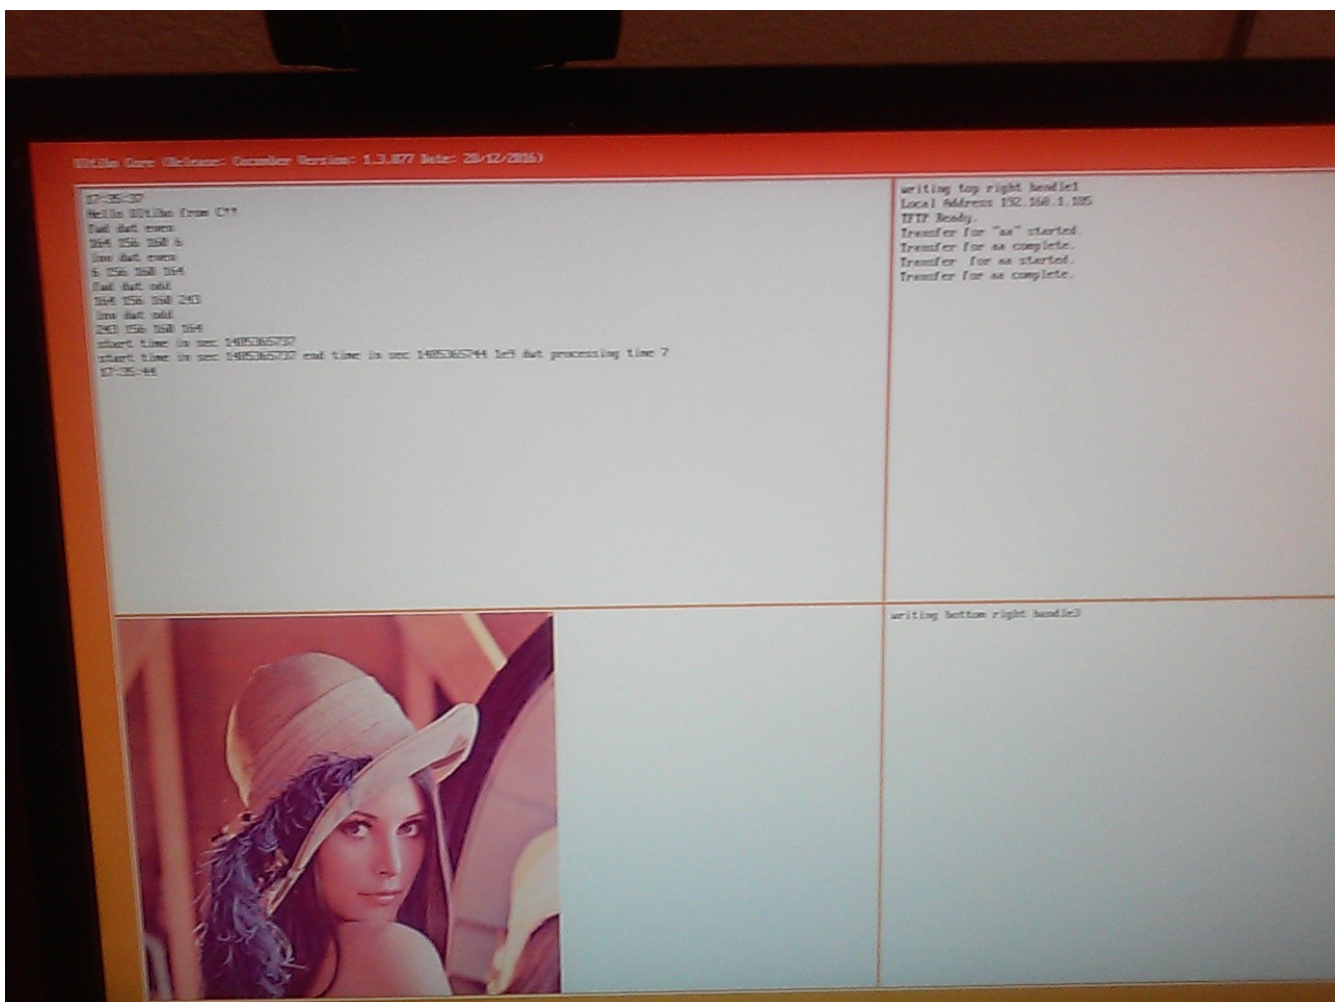 Ultibo Core (Release: Cucumber Version: 1.3.077 Date: 20/12/2016)
17:35:37
Hello Ultibo from C!!
fwd dwt even
164 156 160 6
inv dwt even
6 156 160 164
fwd dwt odd
164 156 160 243
inv dwt odd
243 156 160 164
start time in sec 1485365737
start time in sec 1485365737 end time in sec 1485365744 dwt processing time 7
17:35:44
writing top right handle1
Local Address 192.168.1.185
TFTP Ready.
Transfer for "aa" started.
Transfer for aa complete.
Transfer for aa started.
Transfer for aa complete.
writing bottom right handle3